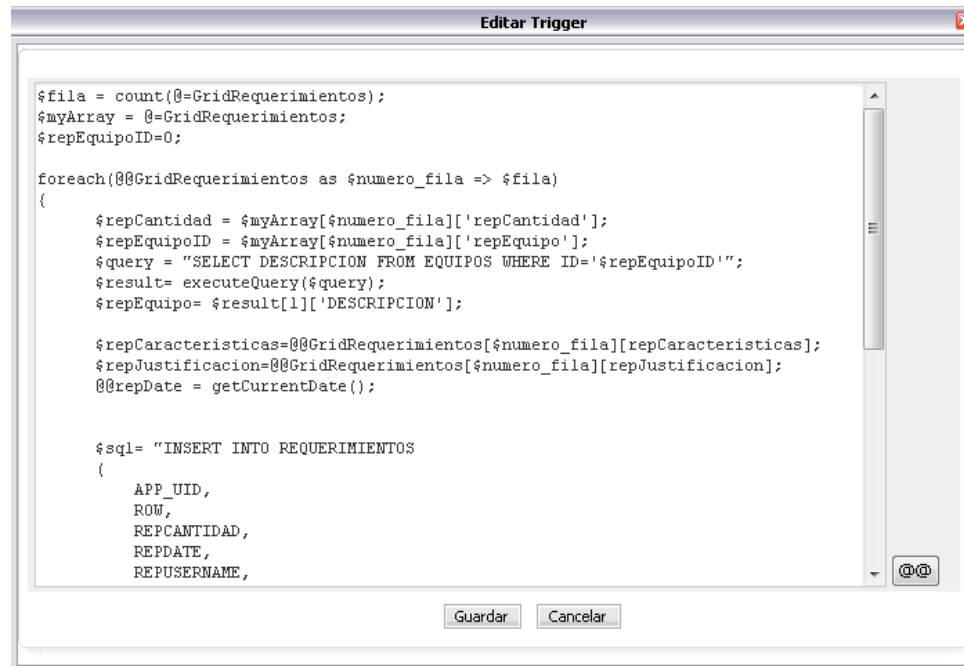 Editar Trigger
$fila = count(@=GridRequerimientos);
$myArray = @=GridRequerimientos;
$repEquipoID=0;
foreach(@@GridRequerimientos as $numero_fila => $fila)
{
$repCantidad = $myArray[$numero_fila]['repCantidad'];
$repEquipoID = $myArray[$numero_fila]['repEquipo'];
$query = "SELECT DESCRIPCION FROM EQUIPOS WHERE ID='$repEquipoID'";
$result= executeQuery($query);
$repEquipo= $result[1]['DESCRIPCION'];
$repCaracteristicas=@@GridRequerimientos[$numero_fila][repCaracteristicas];
$repJustificacion=@@GridRequerimientos[$numero_fila][repJustificacion];
@@repDate = getCurrentDate();
$sql= "INSERT INTO REQUERIMIENTOS
(
APP_UID,
ROW,
REPCANTIDAD,
REPDATE,
REPUSERNAME,
@@
Guardar Cancelar